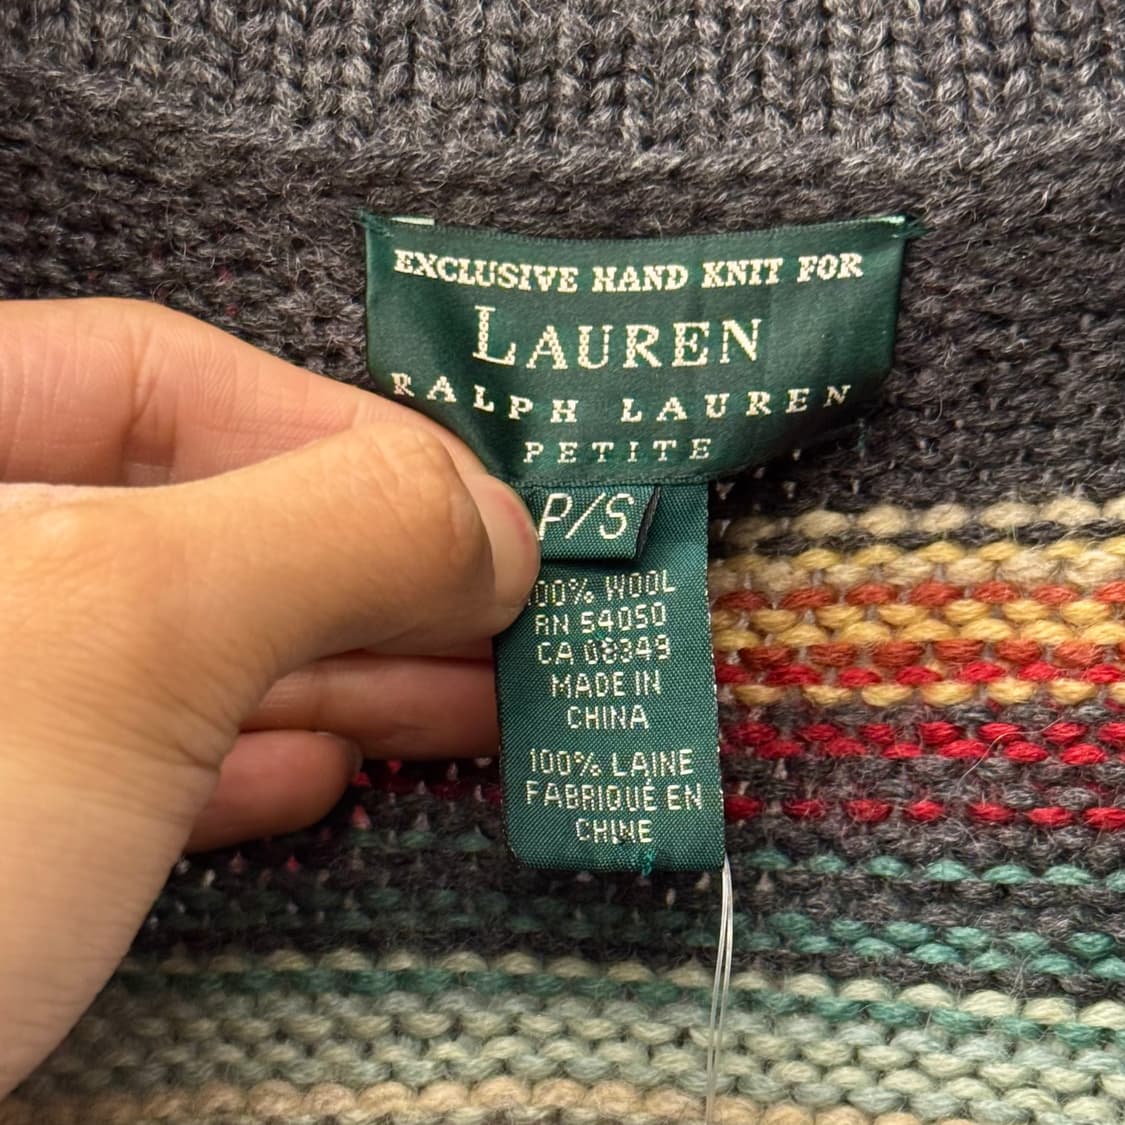 EXCLUSIVE HAND KNIT FOR
LAUREN
RALPH LAUREN
PETITE
P/S
00% WOOL
RN 54050
CA 08349
MADE IN
CHINA
100% LAINE
FABRIQUÉ EN
CHINE